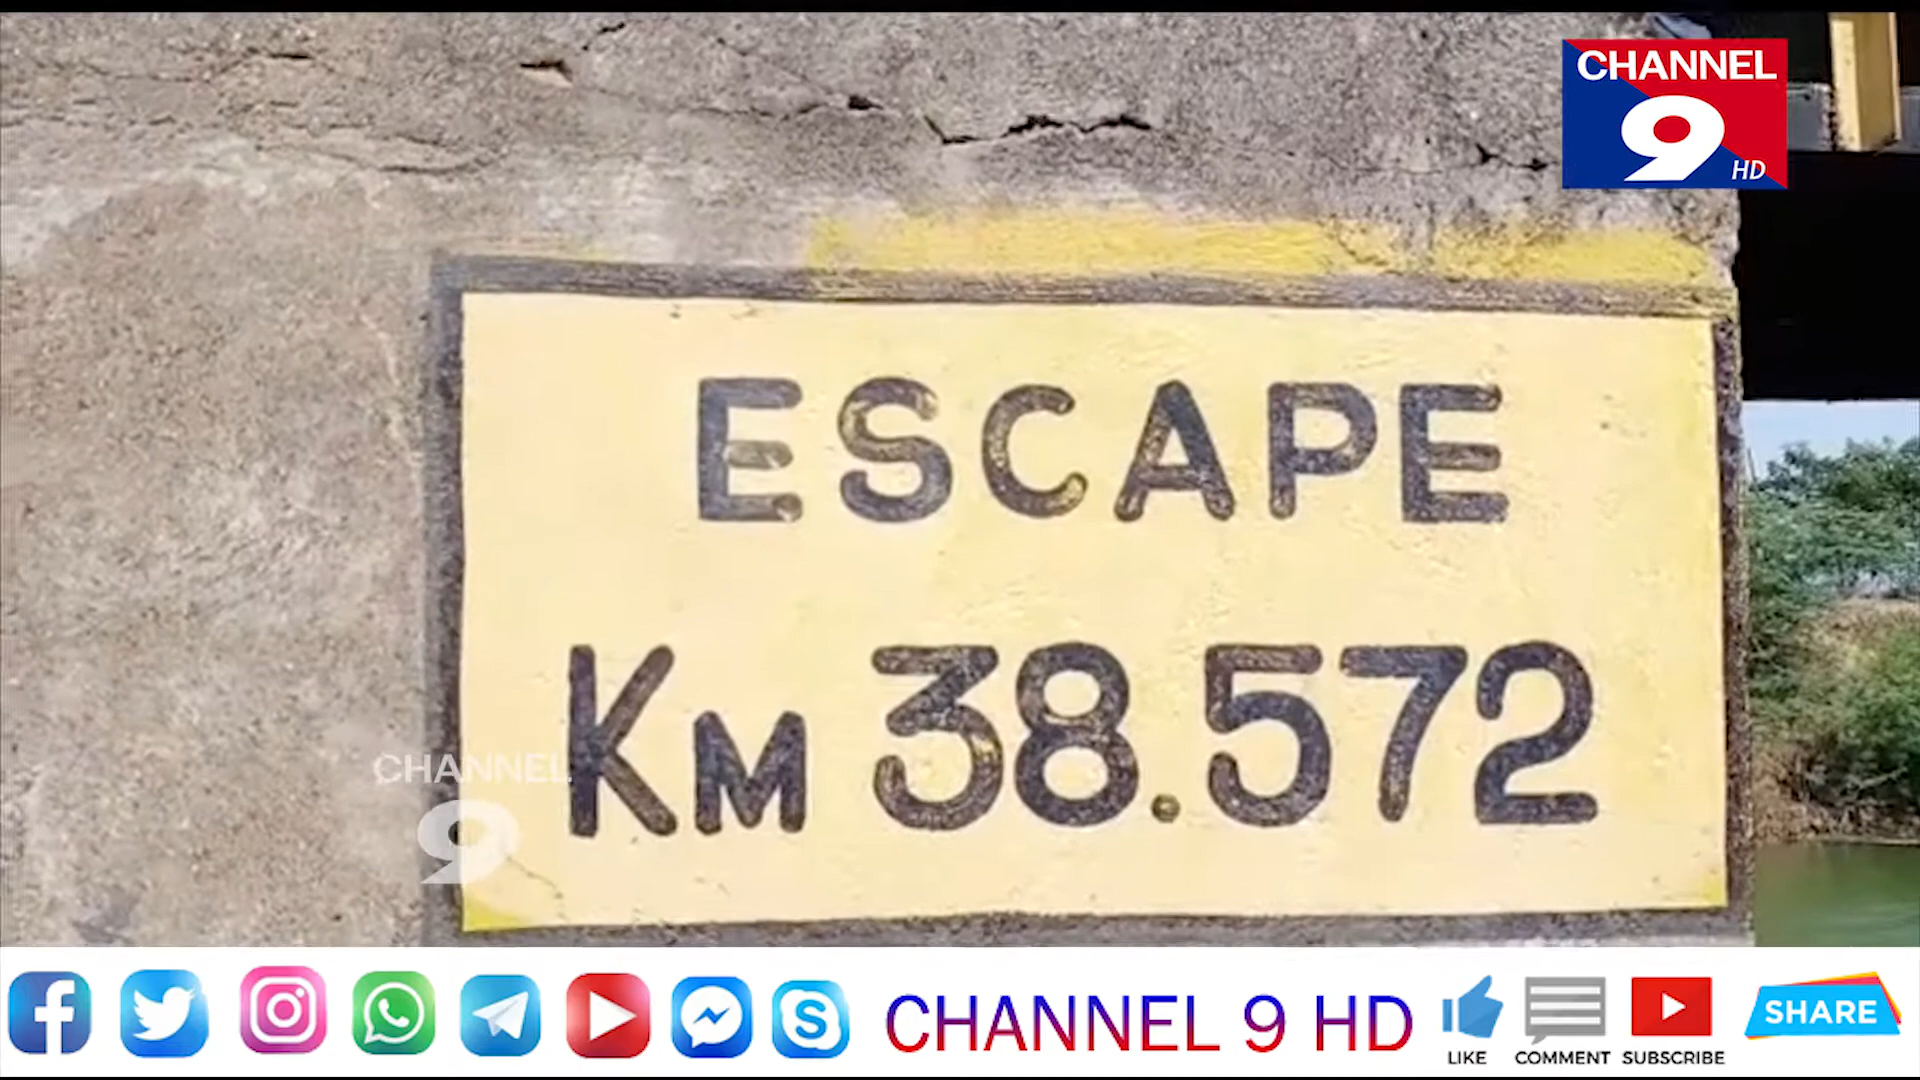 CHANNEL
9
HD
ESCAPE
KM 38.572
CHANNEL
9
CHANNEL 9 HD
LIKE
COMMENT
SUBSCRIBE
SHARE